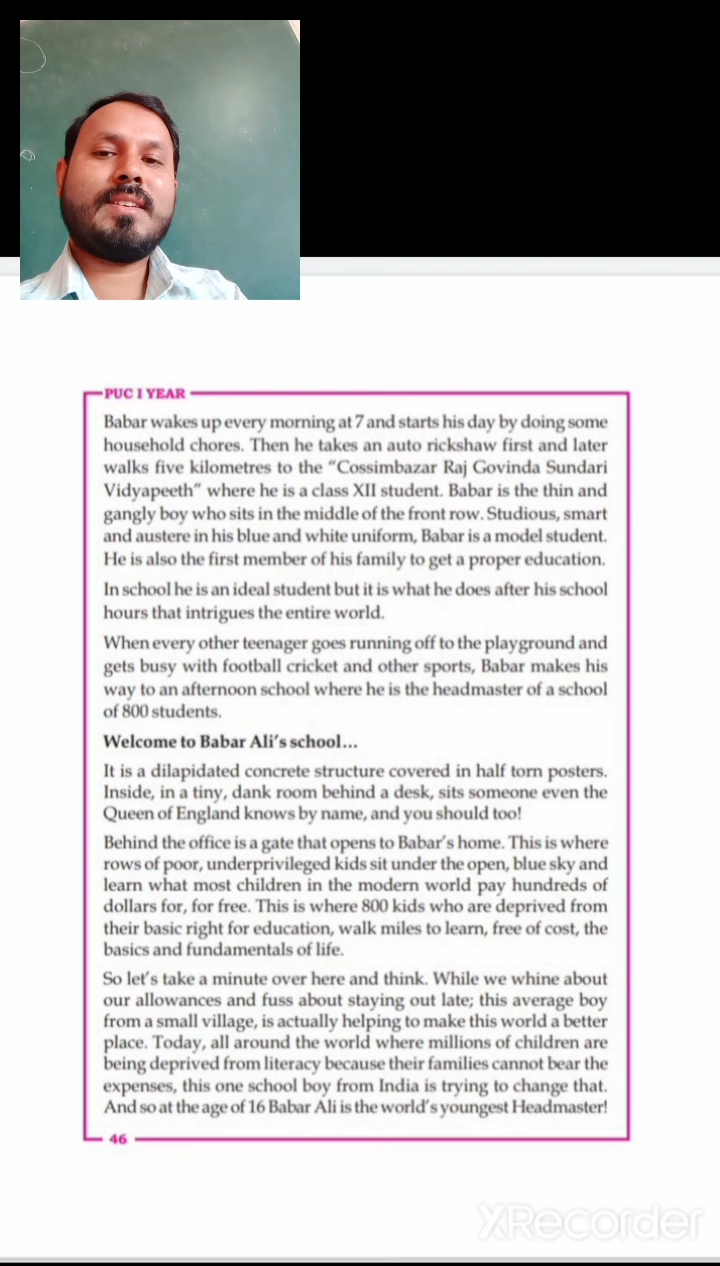 PUC I YEAR
Babar wakes up every morning at 7 and starts his day by doing some
household chores. Then he takes an auto rickshaw first and later
walks five kilometres to the “Cossimbazar Raj Govinda Sundari
Vidyapeeth” where he is a class XII student. Babar is the thin and
gangly boy who sits in the middle of the front row. Studious, smart
and austere in his blue and white uniform, Babar is a model student.
He is also the first member of his family to get a proper education.
In school he is an ideal student but it is what he does after his school
hours that intrigues the entire world.
When every other teenager goes running off to the playground and
gets busy with football cricket and other sports, Babar makes his
way to an afternoon school where he is the headmaster of a school
of 800 students.
Welcome to Babar Ali’s school...
It is a dilapidated concrete structure covered in half torn posters.
Inside, in a tiny, dank room behind a desk, sits someone even the
Queen of England knows by name, and you should too!
Behind the office is a gate that opens to Babar’s home. This is where
rows of poor, underprivileged kids sit under the open, blue sky and
learn what most children in the modern world pay hundreds of
dollars for, for free. This is where 800 kids who are deprived from
their basic right for education, walk miles to learn, free of cost, the
basics and fundamentals of life.
So let’s take a minute over here and think. While we whine about
our allowances and fuss about staying out late; this average boy
from a small village, is actually helping to make this world a better
place. Today, all around the world where millions of children are
being deprived from literacy because their families cannot bear the
expenses, this one school boy from India is trying to change that.
And so at the age of 16 Babar Ali is the world’s youngest Headmaster!
46
XRecorder